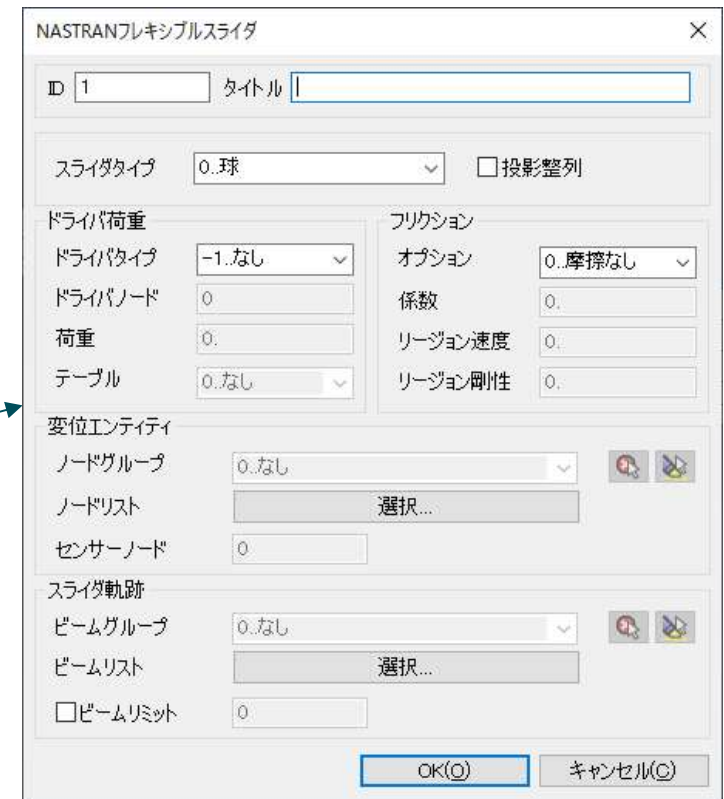 NASTRANフレキシブルスライダ
ID 1 タイトル
スライダタイプ 0..球 投影整列
ドライバ荷重
ドライバタイプ -1..なし
ドライバノード 0
荷重 0.
テーブル 0..なし
フリクション
オプション 0..摩擦なし
係数 0.
リージョン速度 0.
リージョン剛性 0.
変位エンティティ
ノードグループ 0..なし
ノードリスト 選択...
センサーノード 0
スライダ軌跡
ビームグループ 0..なし
ビームリスト 選択...
ビームリミット 0
OK(O) キャンセル(C)